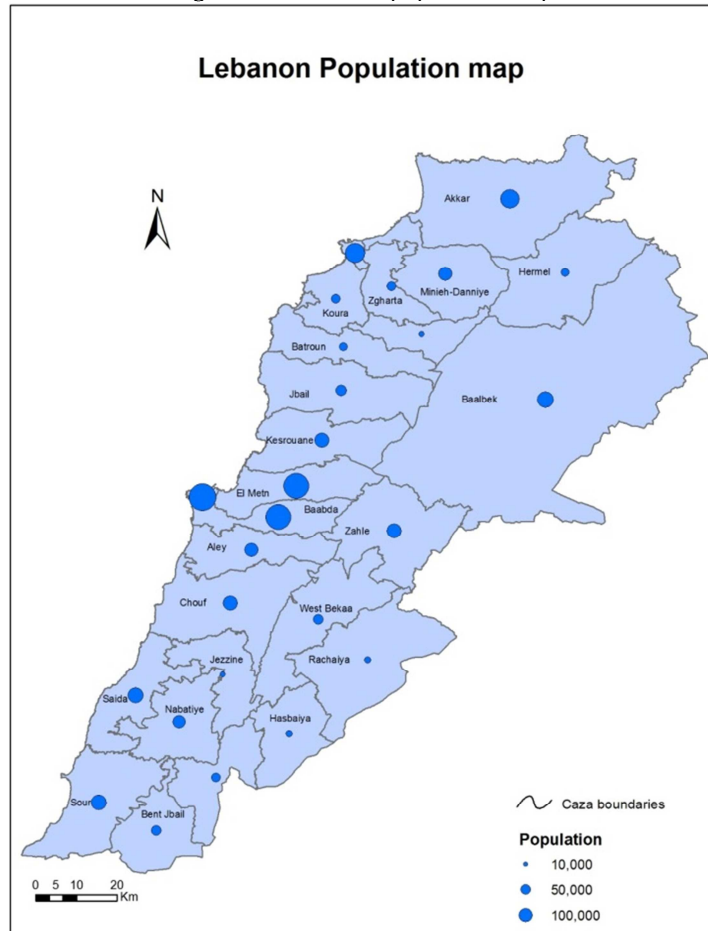 Lebanon Population map
N
Akkar
Hermel
Minieh-Danniye
Zgharta
Koura
Batroun
Jbail
Baalbek
Kesrouane
El Metn
Baabda
Zahle
Aley
Chouf
West Bekaa
Jezzine
Rachaiya
Saida
Nabatiye
Hasbaiya
Sour
Bent Jbail
Caza boundaries
Population
10,000
50,000
100,000
0 5 10 20
Km